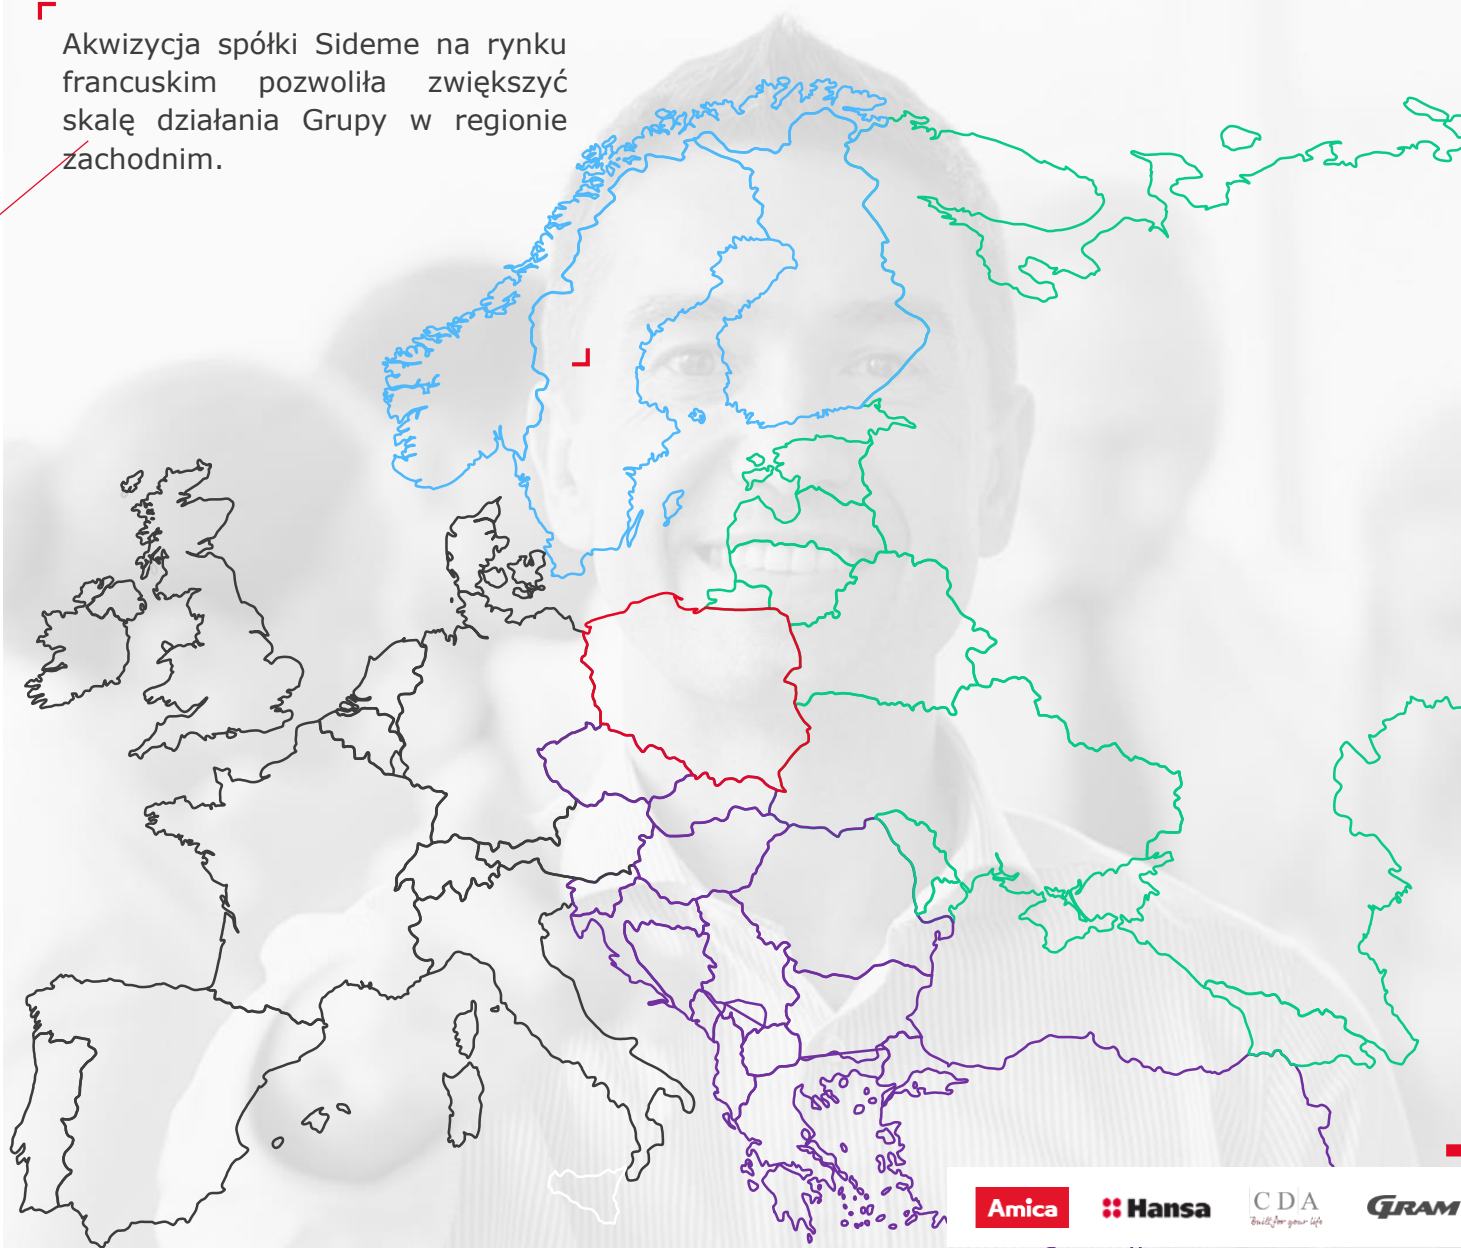 Akwizycja spółki Sideme na rynku
francuskim pozwoliła zwiększyć
skalę działania Grupy w regionie
zachodnim.
Amica Hansa CDA GRAM
Built for your life